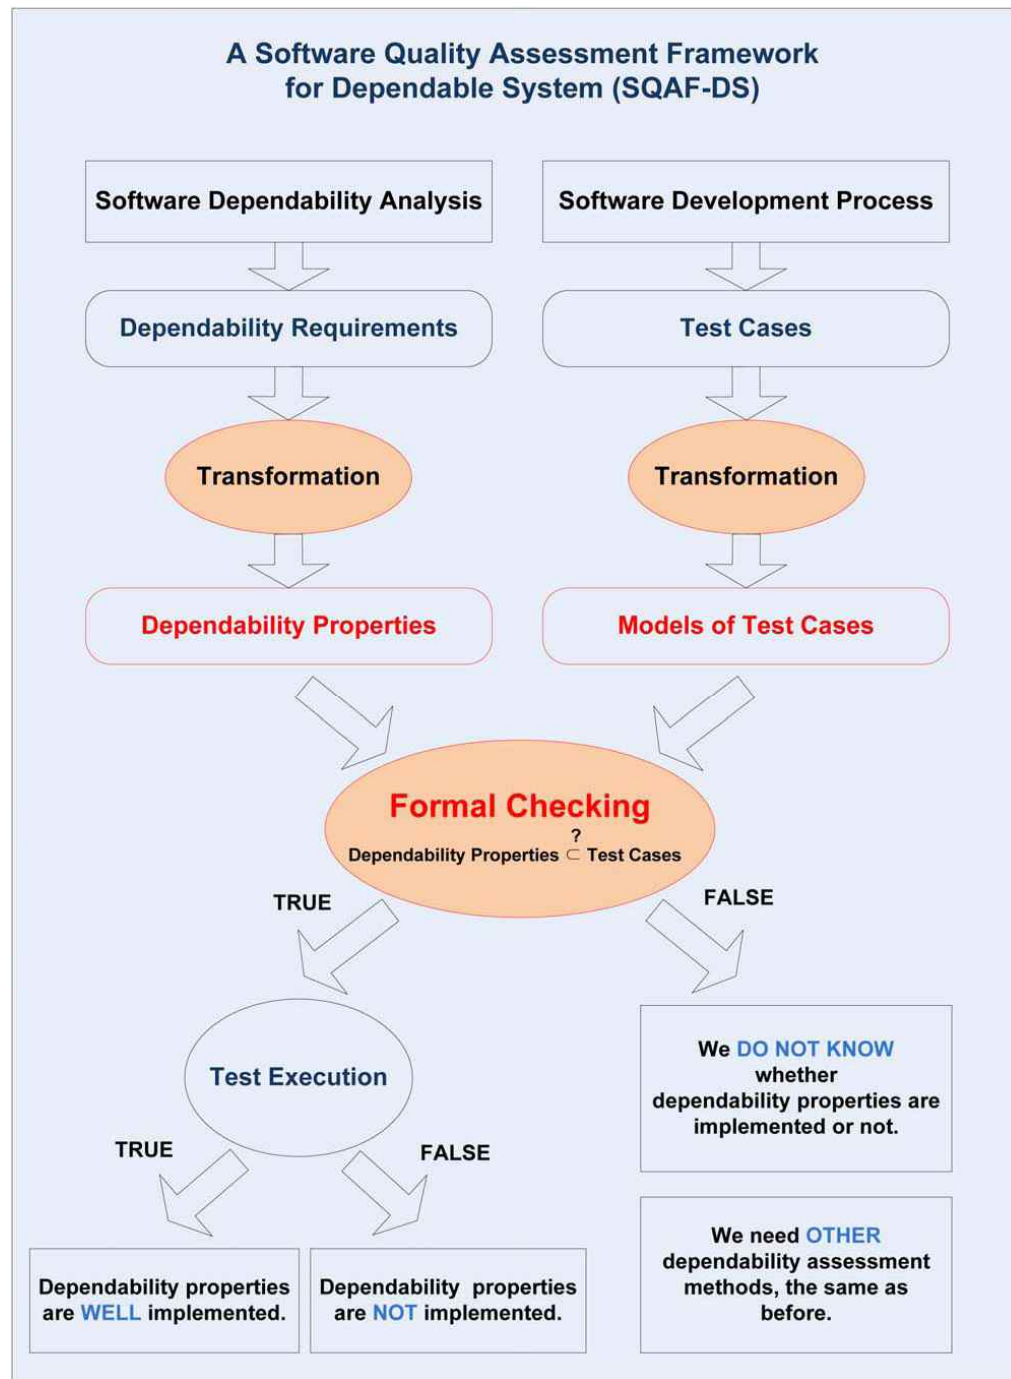 A Software Quality Assessment Framework
for Dependable System (SQAF-DS)
Software Dependability Analysis
Software Development Process
Dependability Requirements
Test Cases
Transformation
Transformation
Dependability Properties
Models of Test Cases
Formal Checking
?
Dependability Properties ⊂ Test Cases
TRUE
FALSE
Test Execution
We DO NOT KNOW
whether
dependability properties are
implemented or not.
TRUE
FALSE
We need OTHER
dependability assessment
methods, the same as
before.
Dependability properties
are WELL implemented.
Dependability properties
are NOT implemented.